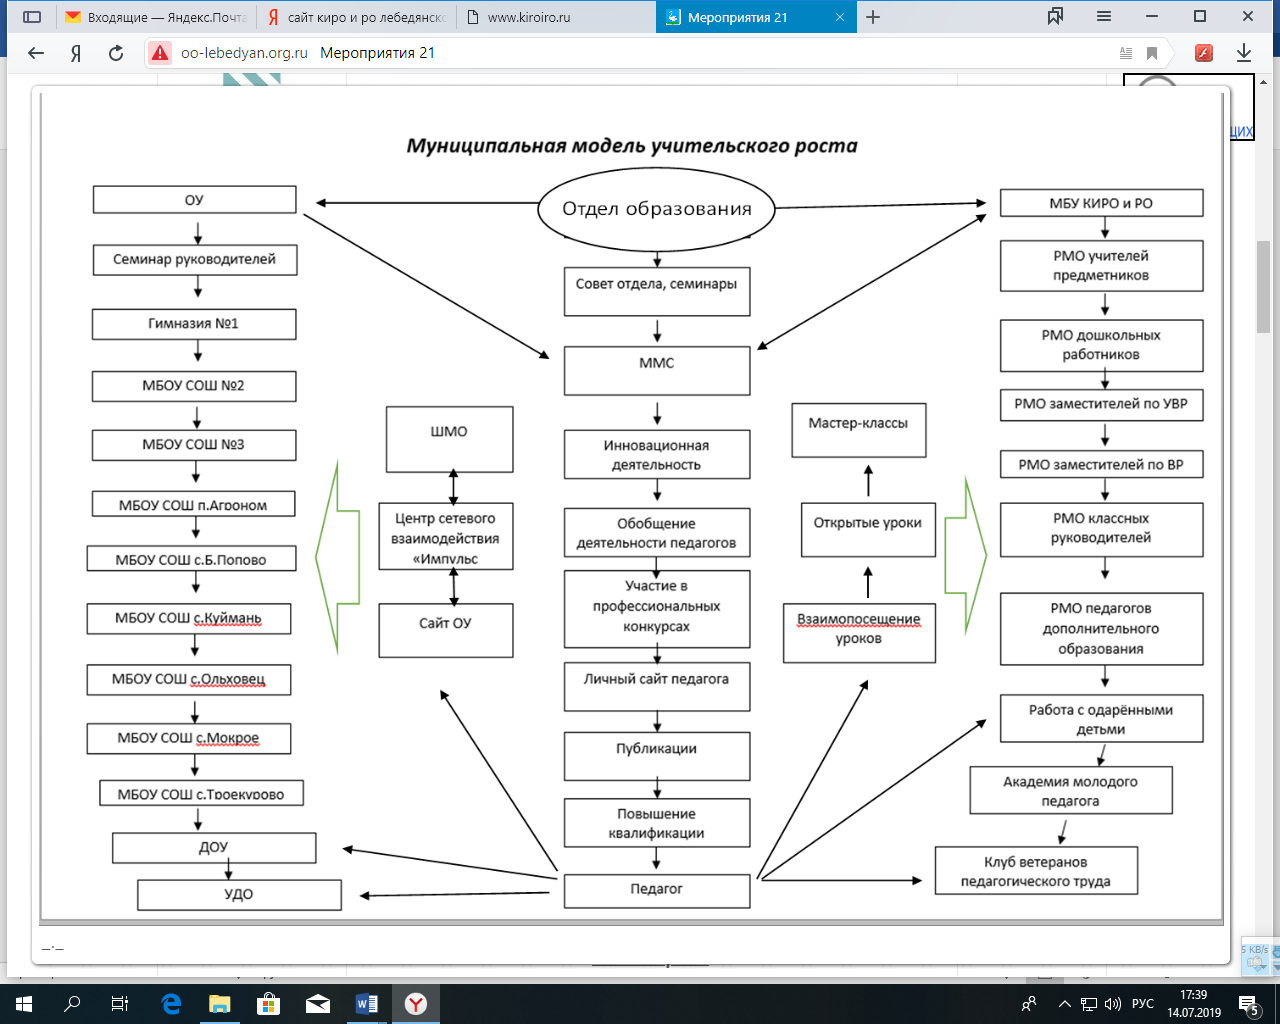 Входящие — Яндекс.Почта
сайт киро и ро лебедянск
www.kiroiro.ru
Мероприятия 21
oo-lebedyan.org.ru Мероприятия 21
щих
Муниципальная модель учительского роста
ОУ
Семинар руководителей
Гимназия №1
МБОУ СОШ №2
МБОУ СОШ №3
МБОУ СОШ п.Агроном
МБОУ СОШ с.Б.Попово
МБОУ СОШ с.Куймань
МБОУ СОШ с.Ольховец
МБОУ СОШ с.Мокрое
МБОУ СОШ с.Троекурово
ДОУ
УДО
ШМО
Центр сетевого
взаимодействия
«Импульс
Сайт ОУ
Отдел образования
Совет отдела, семинары
ММС
Инновационная
деятельность
Обобщение
деятельности педагогов
Участие в
профессиональных
конкурсах
Личный сайт педагога
Публикации
Повышение
квалификации
Педагог
Мастер-классы
Открытые уроки
Взаимопосещение
уроков
МБУ КИРО и РО
РМО учителей
предметников
РМО дошкольных
работников
РМО заместителей по УВР
РМО заместителей по ВР
РМО классных
руководителей
РМО педагогов
дополнительного
образования
Работа с одарёнными
детьми
Академия молодого
педагога
Клуб ветеранов
педагогического труда
5 KB/s
РУС
17:39
14.07.2019
5